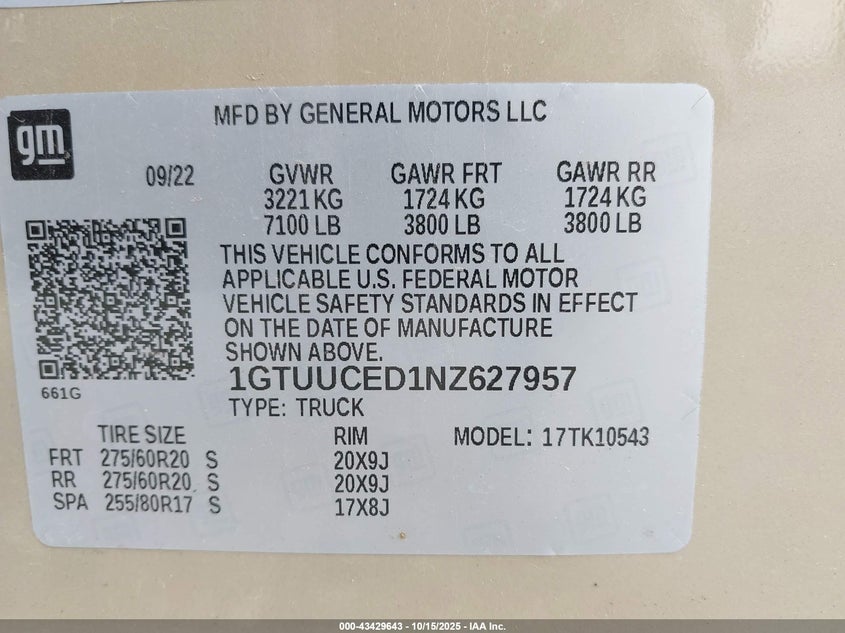 MFD BY GENERAL MOTORS LLC
gm
09/22 GVWR GAWR FRT GAWR RR
3221 KG 1724 KG 1724 KG
7100 LB 3800 LB 3800 LB
THIS VEHICLE CONFORMS TO ALL
APPLICABLE U.S. FEDERAL MOTOR
VEHICLE SAFETY STANDARDS IN EFFECT
ON THE DATE OF MANUFACTURE
SHOWN ABOVE.
1GTUUCED1NZ627957
661G
TYPE: TRUCK
TIRE SIZE RIM MODEL: 17TK10543
FRT 275/60R20 S 20X9J
RR 275/60R20 S 20X9J
SPA 255/80R17 S 17X8J
000-43429643 - 10/15/2025 - IAA Inc.